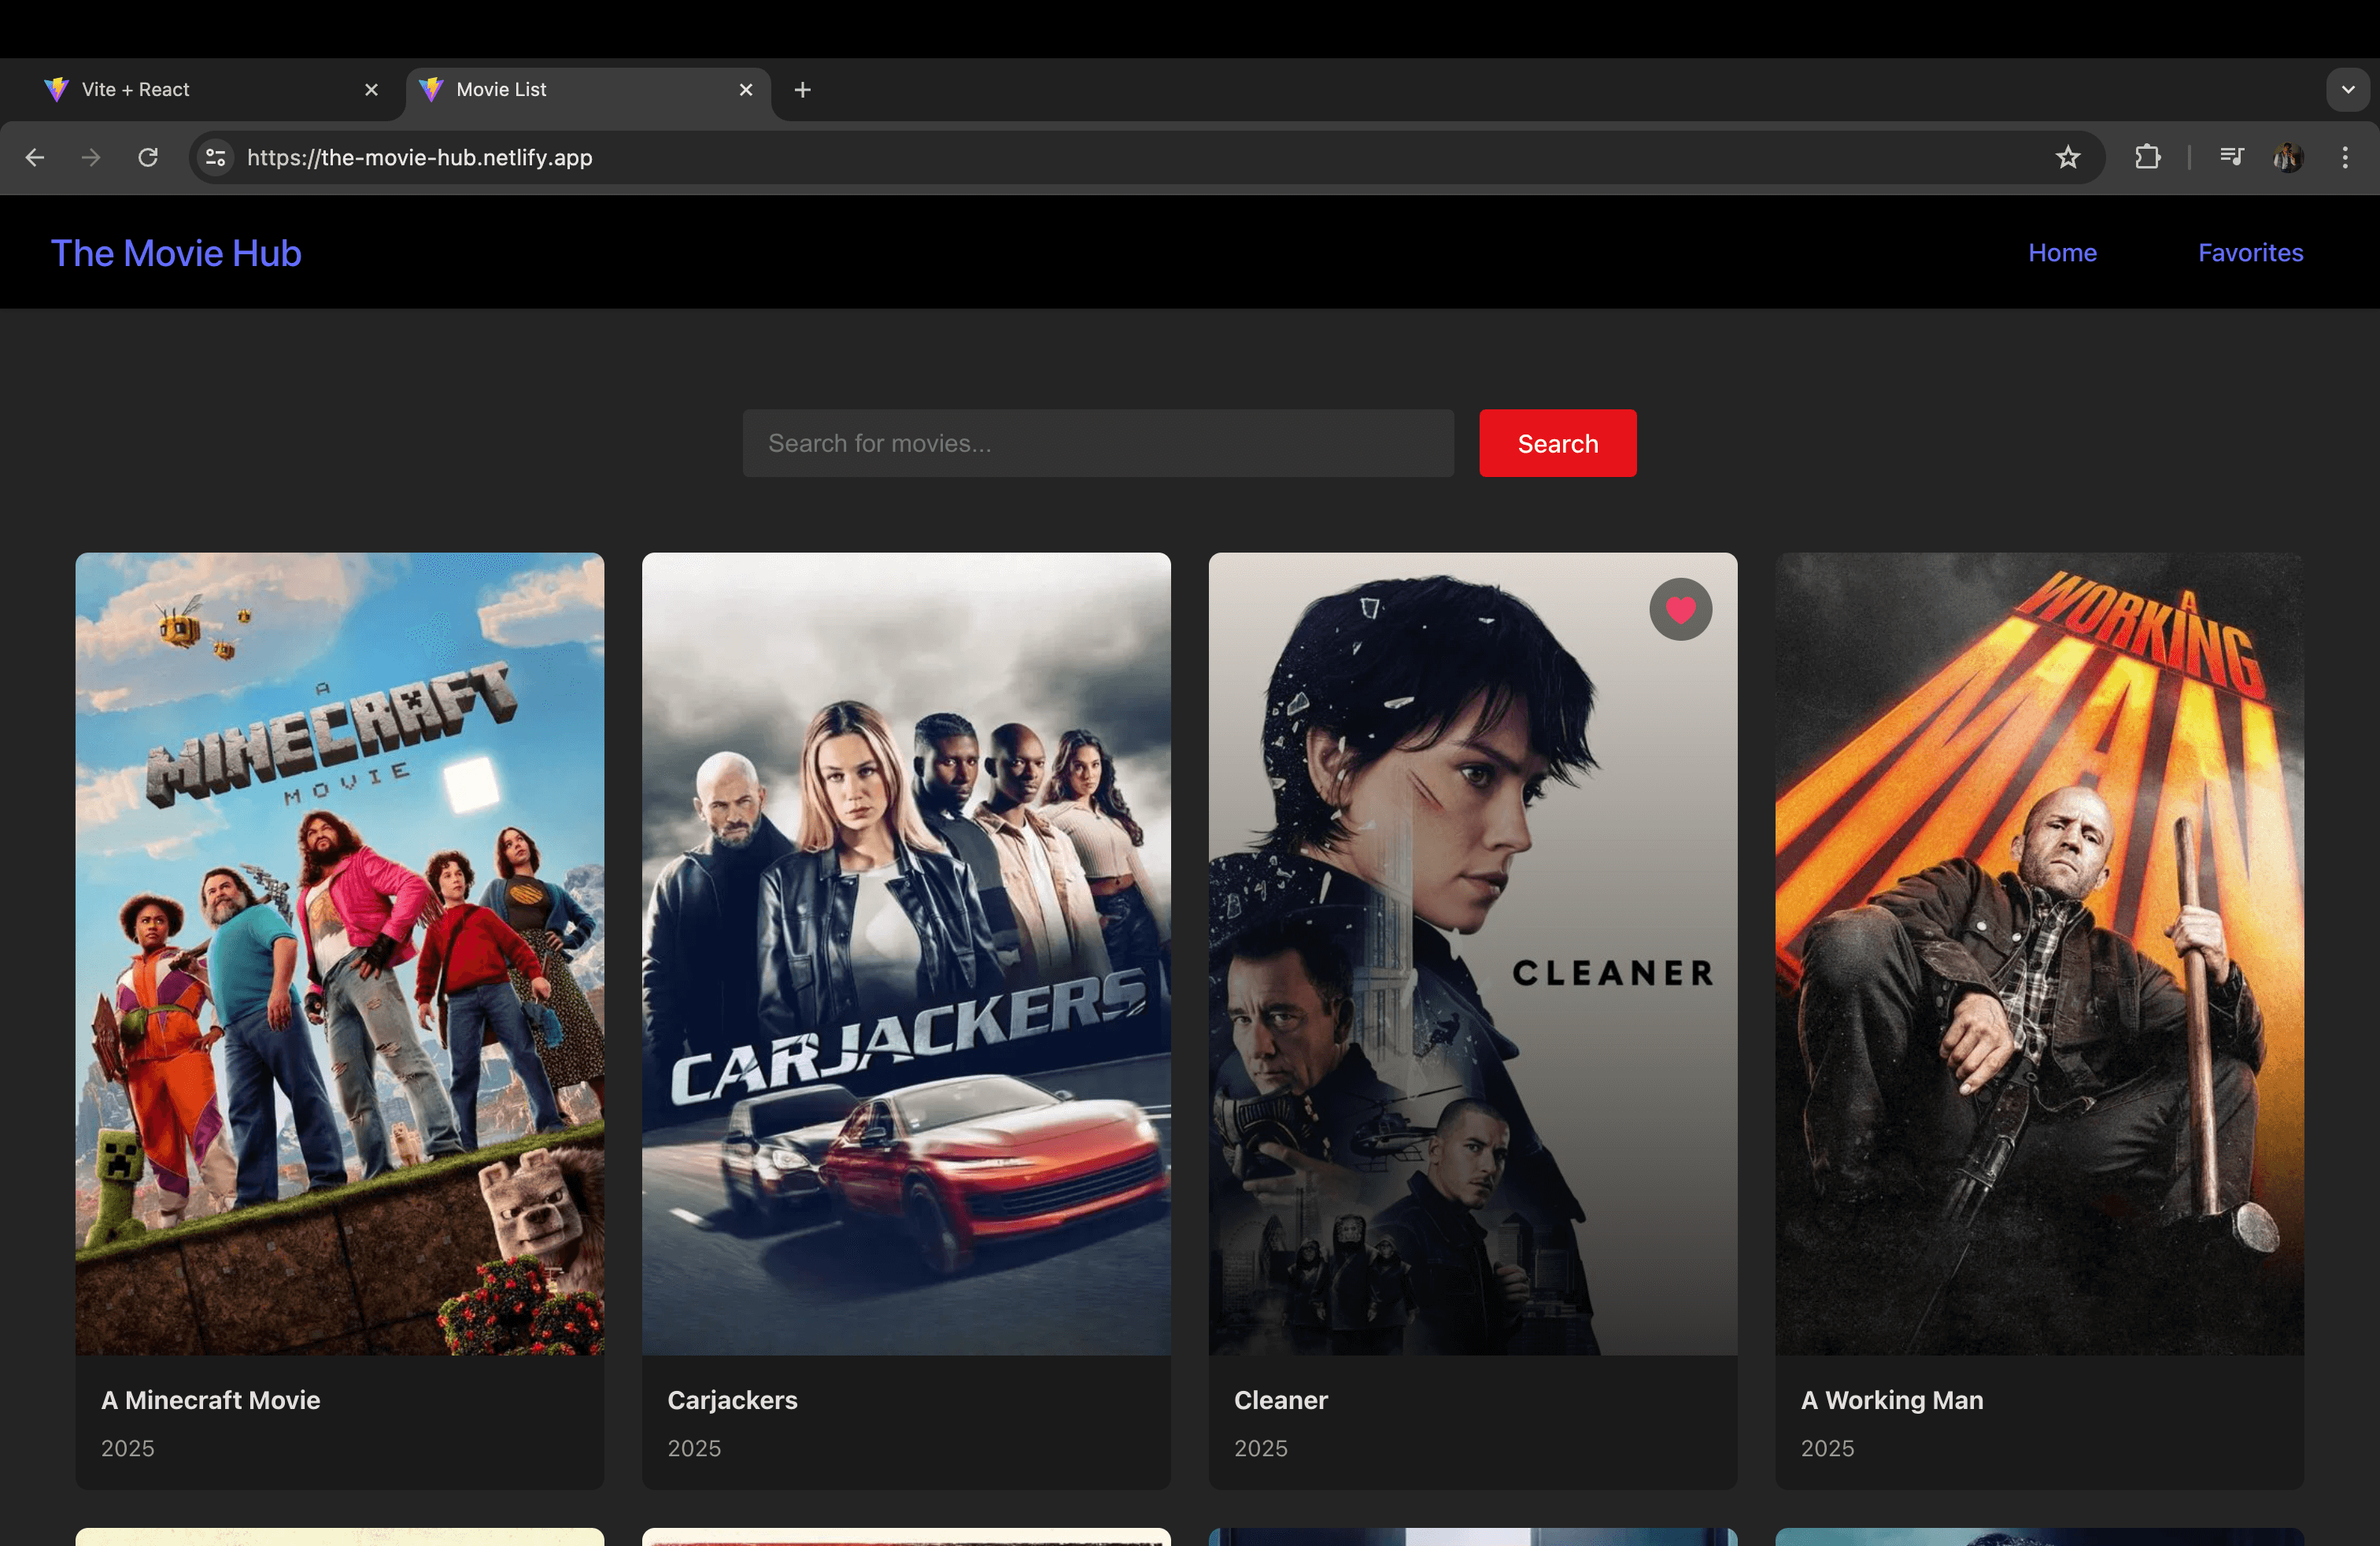 Vite + React
Movie List
https://the-movie-hub.netlify.app
The Movie Hub
Home
Favorites
Search for movies...
Search
A
MINECRAFT
MOVIE
CARJACKERS
CLEANER
A
WORKING
MAN
A Minecraft Movie
2025
Carjackers
2025
Cleaner
2025
A Working Man
2025